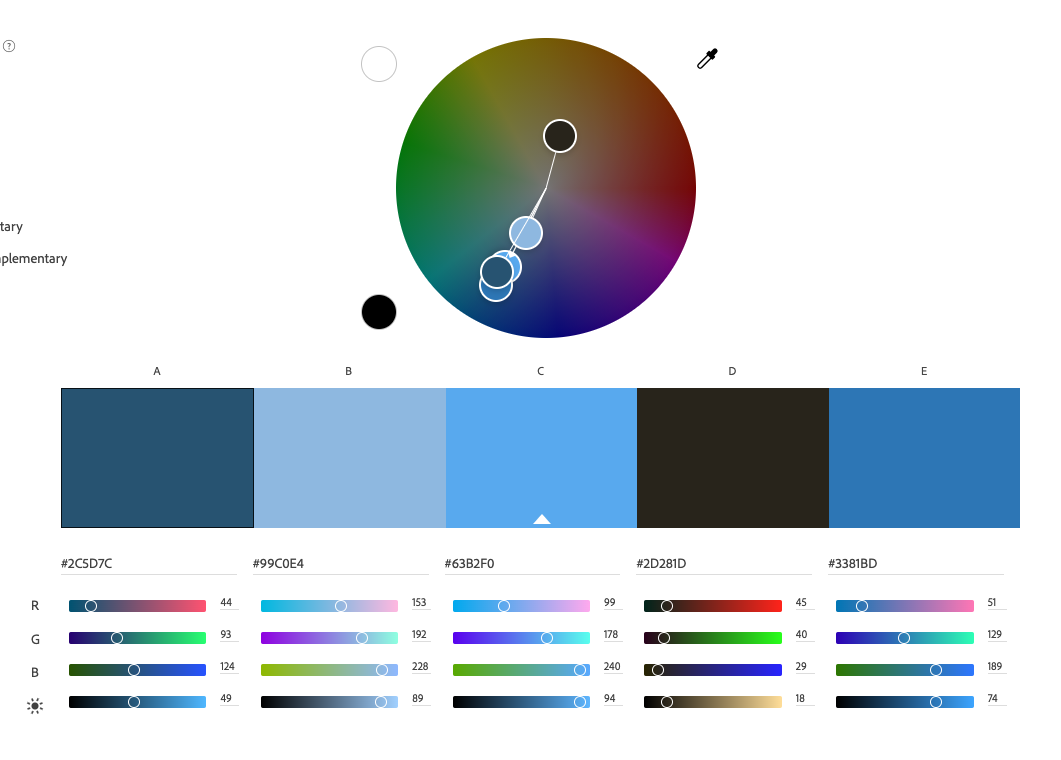 ?
tary
plementary
A B C D E
#2C5D7C #99C0E4 #63B2F0 #2D281D #3381BD
R 44 153 99 45 51
G 93 192 178 40 129
B 124 228 240 29 189
49 89 94 18 74